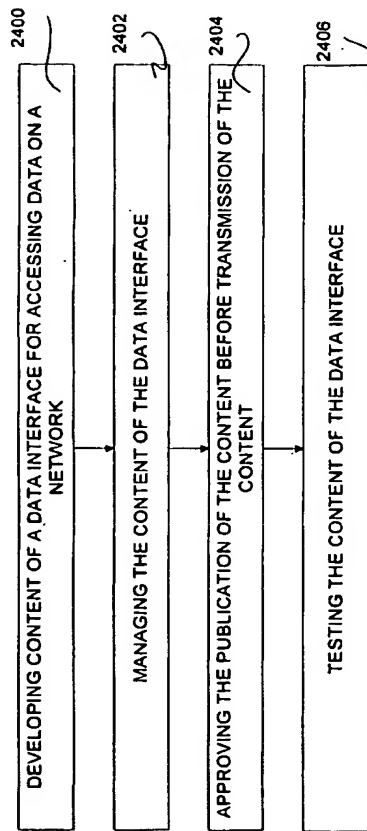 2400
DEVELOPING CONTENT OF A DATA INTERFACE FOR ACCESSING DATA ON A
NETWORK
2402
MANAGING THE CONTENT OF THE DATA INTERFACE
2404
APPROVING THE PUBLICATION OF THE CONTENT BEFORE TRANSMISSION OF THE
CONTENT
2406
TESTING THE CONTENT OF THE DATA INTERFACE